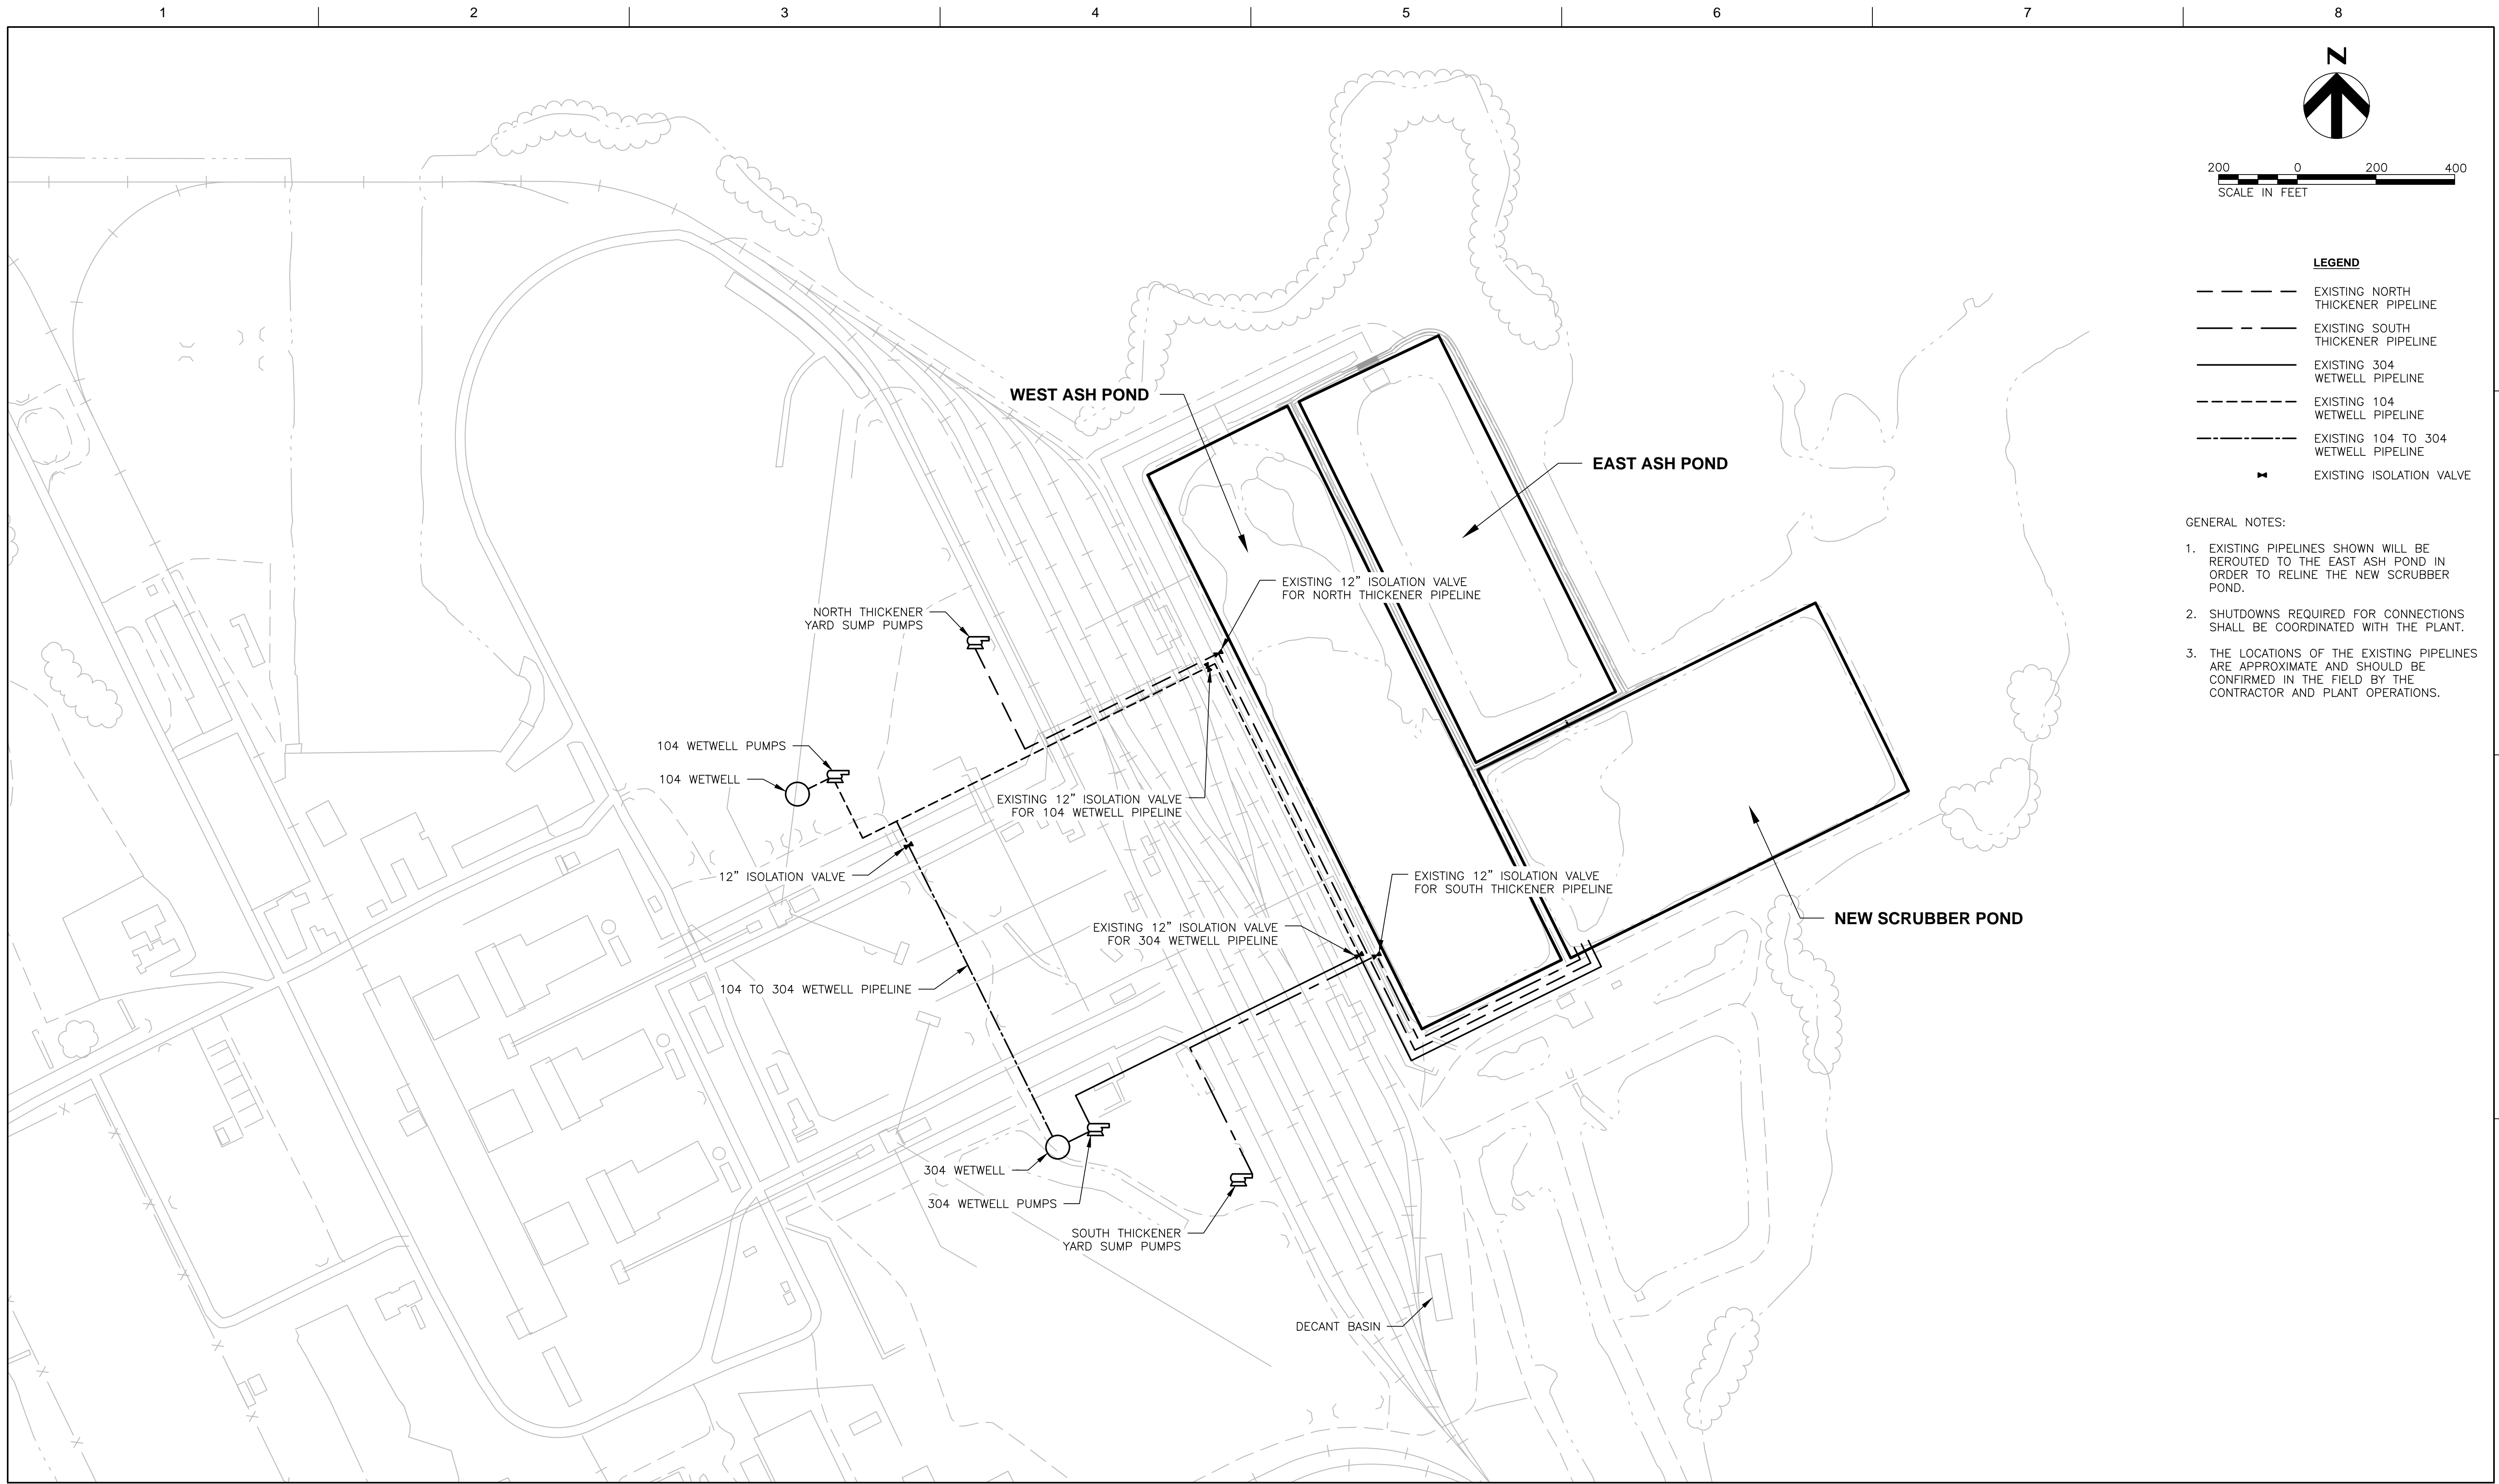 1 2 3 4 5 6 7 8
N
200 0 200 400
SCALE IN FEET
LEGEND
EXISTING NORTH
THICKENER PIPELINE
EXISTING SOUTH
THICKENER PIPELINE
EXISTING 304
WETWELL PIPELINE
EXISTING 104
WETWELL PIPELINE
EXISTING 104 TO 304
WETWELL PIPELINE
EXISTING ISOLATION VALVE
GENERAL NOTES:
1. EXISTING PIPELINES SHOWN WILL BE
REROUTED TO THE EAST ASH POND IN
ORDER TO RELINE THE NEW SCRUBBER
POND.
2. SHUTDOWNS REQUIRED FOR CONNECTIONS
SHALL BE COORDINATED WITH THE PLANT.
3. THE LOCATIONS OF THE EXISTING PIPELINES
ARE APPROXIMATE AND SHOULD BE
CONFIRMED IN THE FIELD BY THE
CONTRACTOR AND PLANT OPERATIONS.
WEST ASH POND
EAST ASH POND
EXISTING 12” ISOLATION VALVE
FOR NORTH THICKENER PIPELINE
NORTH THICKENER
YARD SUMP PUMPS
104 WETWELL PUMPS
104 WETWELL
EXISTING 12” ISOLATION VALVE
FOR 104 WETWELL PIPELINE
12” ISOLATION VALVE
EXISTING 12” ISOLATION VALVE
FOR SOUTH THICKENER PIPELINE
NEW SCRUBBER POND
EXISTING 12” ISOLATION VALVE
FOR 304 WETWELL PIPELINE
104 TO 304 WETWELL PIPELINE
304 WETWELL
304 WETWELL PUMPS
SOUTH THICKENER
YARD SUMP PUMPS
DECANT BASIN